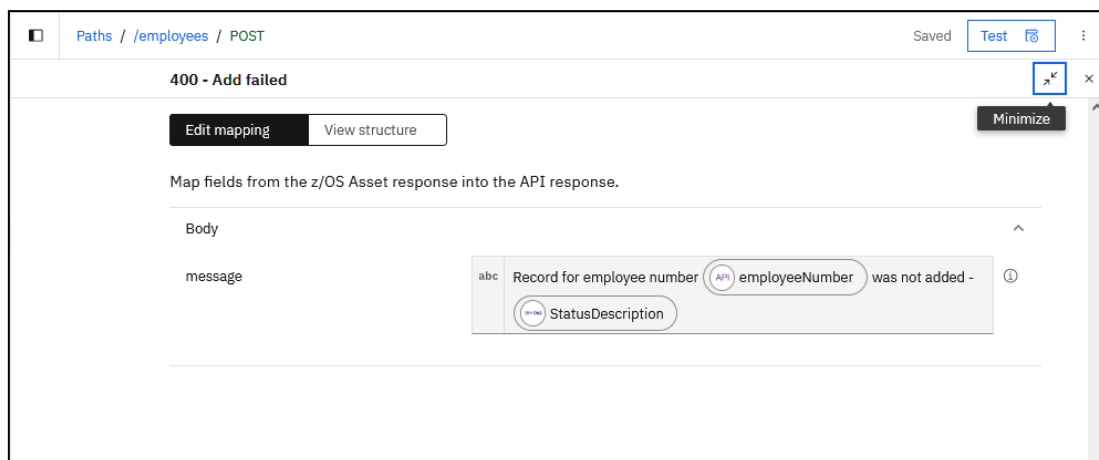 Paths / /employees / POST
Saved
Test
400 - Add failed
Minimize
Edit mapping
View structure
Map fields from the z/OS Asset response into the API response.
Body
message
abc
Record for employee number API employeeNumber was not added -
StatusDescription